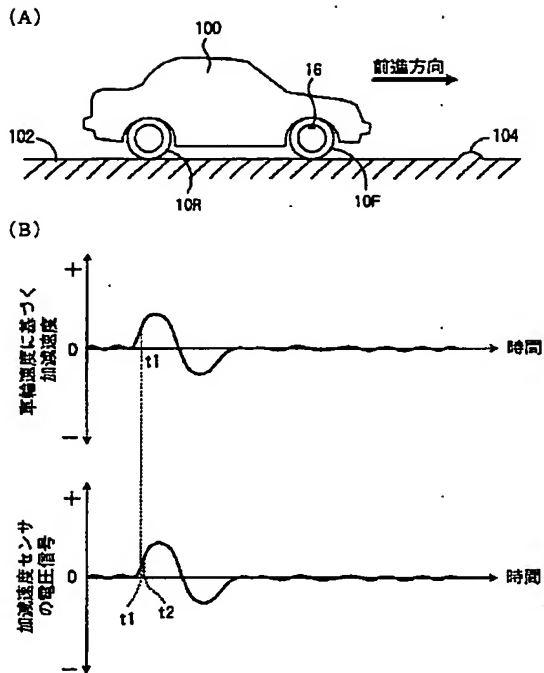 (A)
100
16
前進方向
102
104
10R
10F
(B)
+
車輪速度に基づく
加減速度
0
t1
時間
−
+
加減速度センサ
の電圧信号
0
t1
t2
時間
−